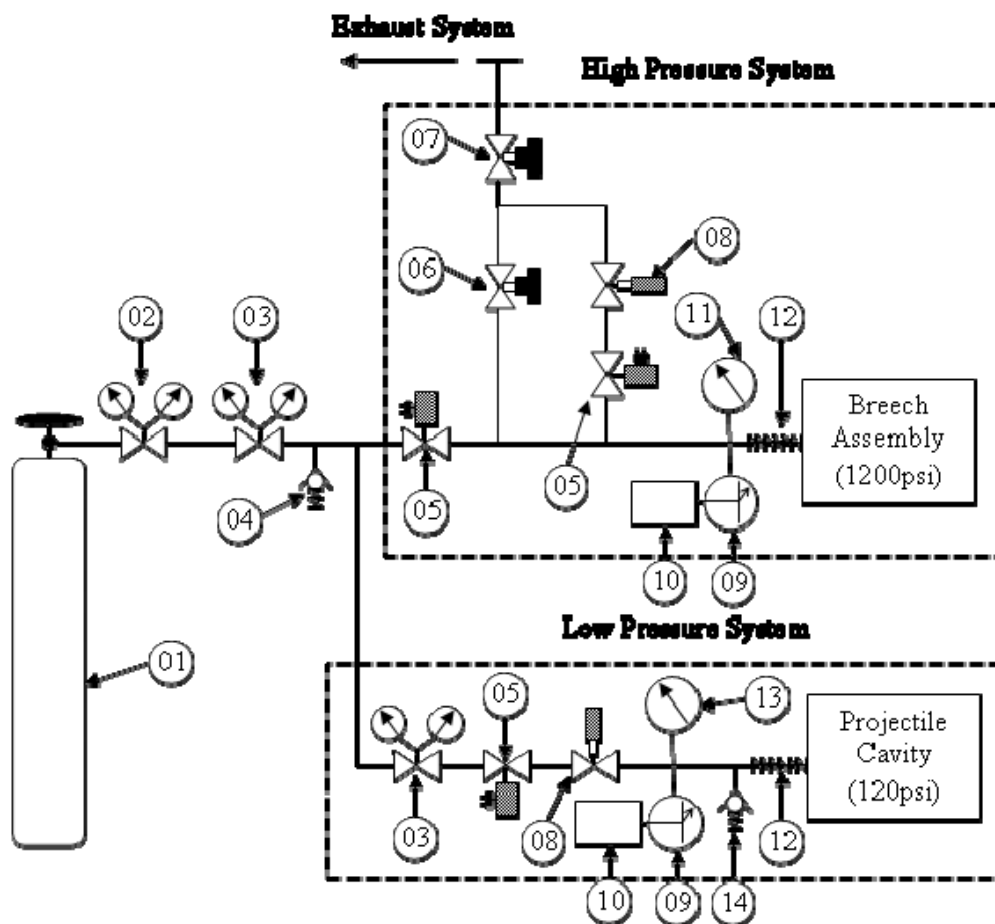 Exhaust System
High Pressure System
07
06
08
11
12
02
03
Breech
Assembly
(1200psi)
04
05
05
10
09
Low Pressure System
01
05
13
Projectile
Cavity
(120psi)
03
08
12
10
09
14